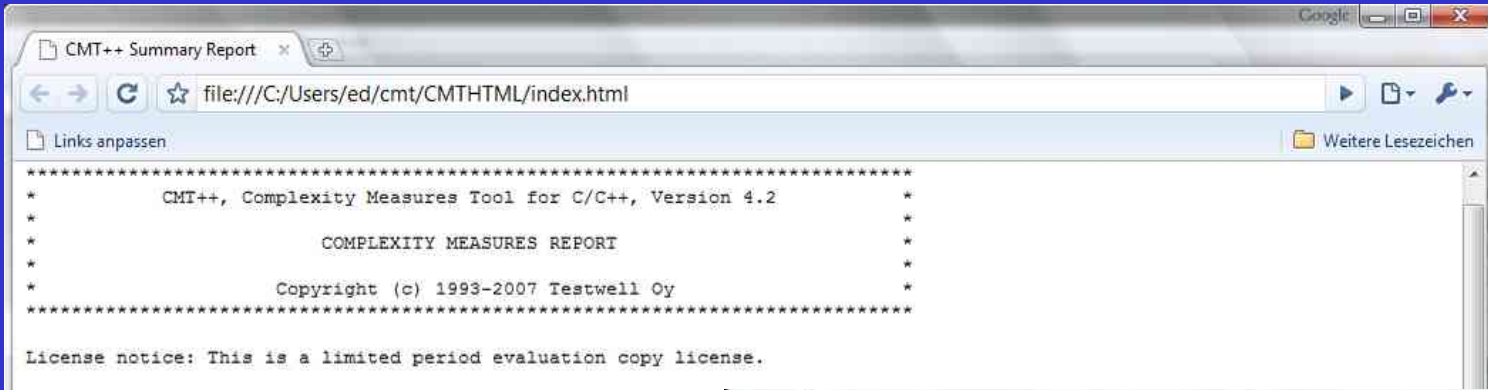 Google
CMT++ Summary Report
file:///C:/Users/ed/cmt/CMTHTML/index.html
Links anpassen
Weitere Lesezeichen
*******************************************************************************
* CMT++, Complexity Measures Tool for C/C++, Version 4.2 *
* *
* COMPLEXITY MEASURES REPORT *
* *
* Copyright (c) 1993-2007 Testwell Oy *
*******************************************************************************
License notice: This is a limited period evaluation copy license.